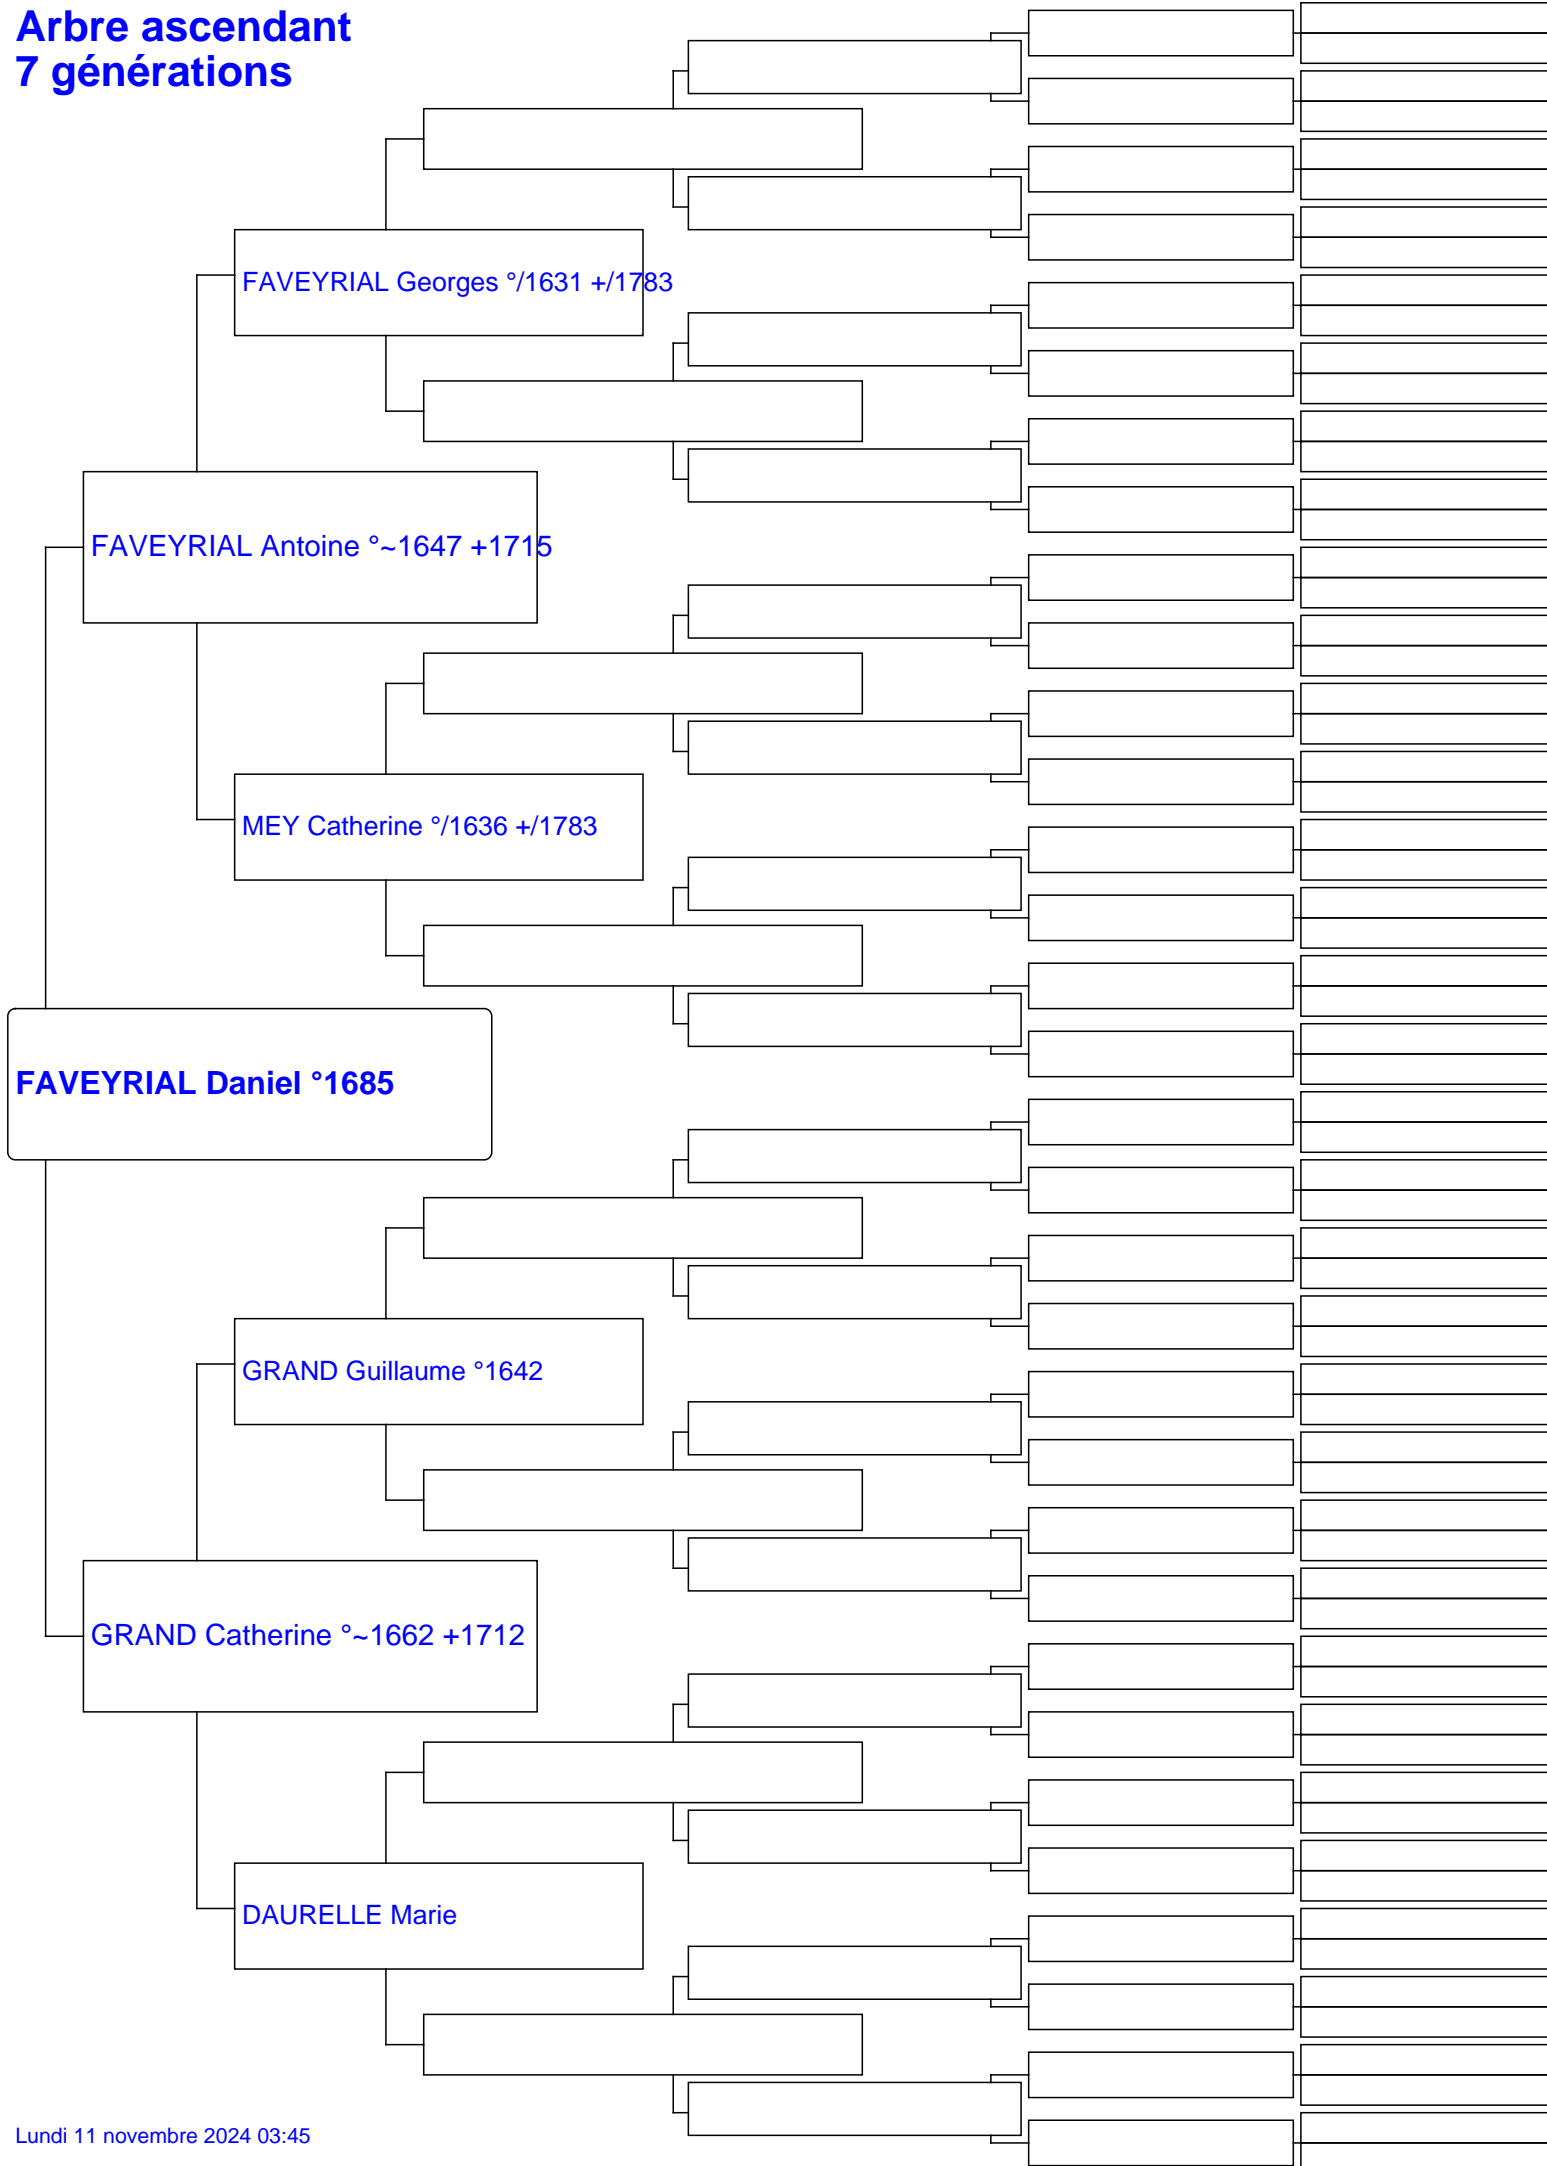 Arbre ascendant
7 générations
FAVEYRIAL Georges °/1631 +/1783
FAVEYRIAL Antoine °~1647 +1715
MEY Catherine °/1636 +/1783
FAVEYRIAL Daniel °1685
GRAND Guillaume °1642
GRAND Catherine °~1662 +1712
DAURELLE Marie
Lundi 11 novembre 2024 03:45